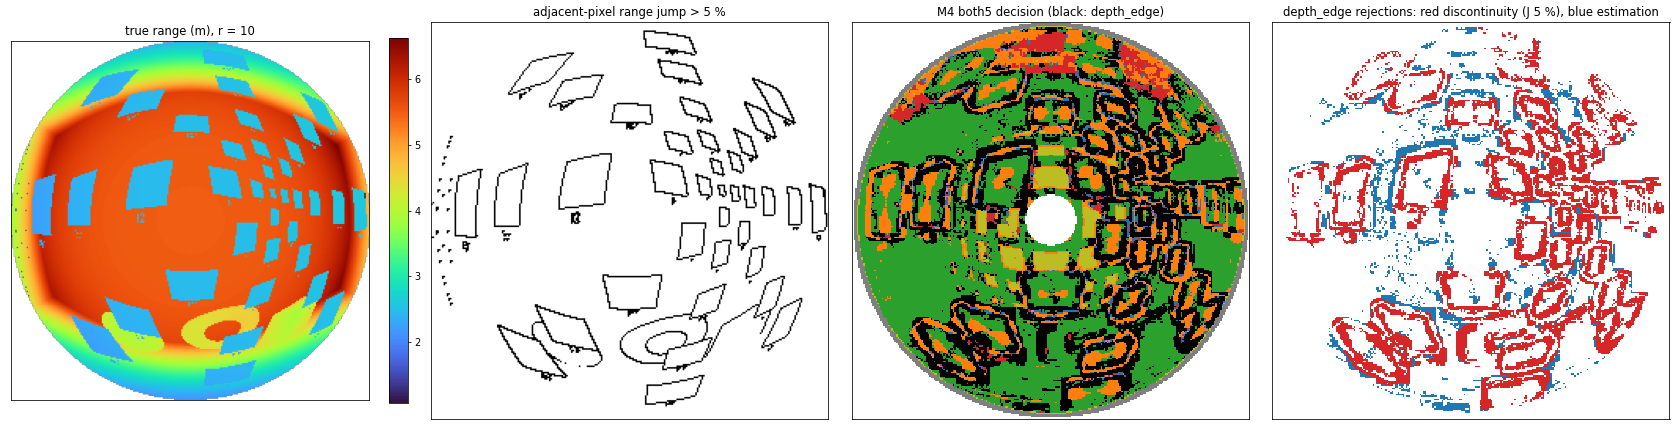 true range (m), r = 10
6
5
4
3
2
adjacent-pixel range jump > 5 %
M4 both5 decision (black: depth_edge)
depth_edge rejections: red discontinuity (J 5 %), blue estimation